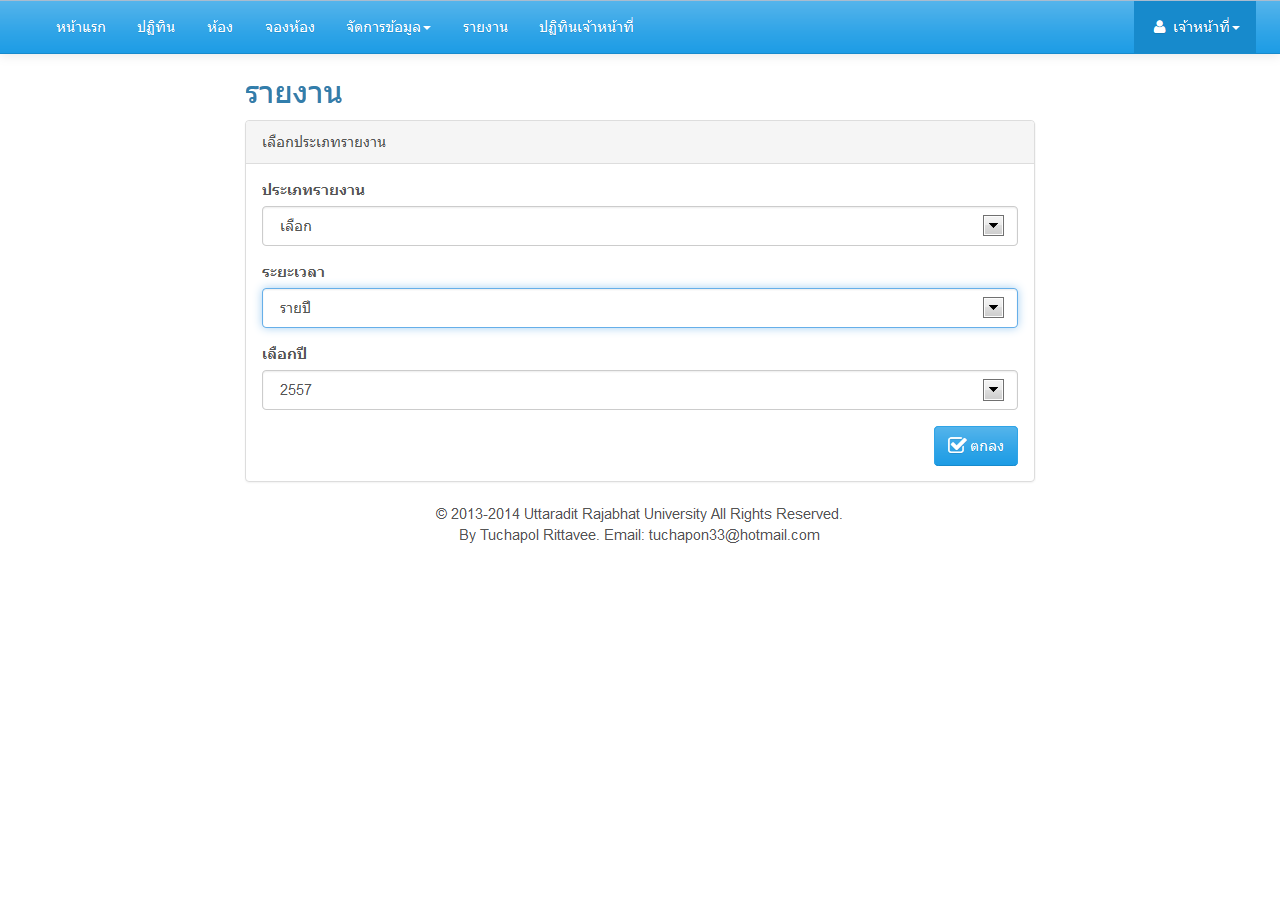 หน้าแรก ปฏิทิน ห้อง จองห้อง จัดการข้อมูล รายงาน ปฏิทินเจ้าหน้าที่ เจ้าหน้าที่
รายงาน
เลือกประเภทรายงาน
ประเภทรายงาน
เลือก
ระยะเวลา
รายปี
เลือกปี
2557
ตกลง
© 2013-2014 Uttaradit Rajabhat University All Rights Reserved.
By Tuchapol Rittavee. Email: tuchapon33@hotmail.com